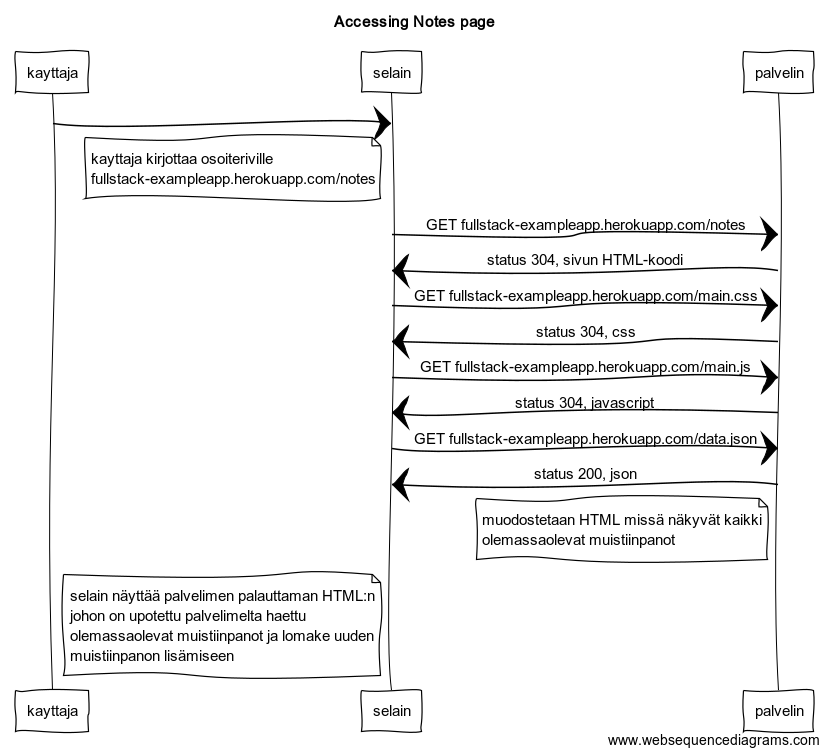 Accessing Notes page
kayttaja
selain
palvelin
kayttaja kirjottaa osoiteriville
fullstack-exampleapp.herokuapp.com/notes
GET fullstack-exampleapp.herokuapp.com/notes
status 304, sivun HTML-koodi
GET fullstack-exampleapp.herokuapp.com/main.css
status 304, css
GET fullstack-exampleapp.herokuapp.com/main.js
status 304, javascript
GET fullstack-exampleapp.herokuapp.com/data.json
status 200, json
muodostetaan HTML missä näkyvät kaikki
olemassaolevat muistiinpanot
selain näyttää palvelimen palauttaman HTML:n
johon on upotettu palvelimelta haettu
olemassaolevat muistiinpanot ja lomake uuden
muistiinpanon lisämiseen
kayttaja
selain
palvelin
www.websequencediagrams.com